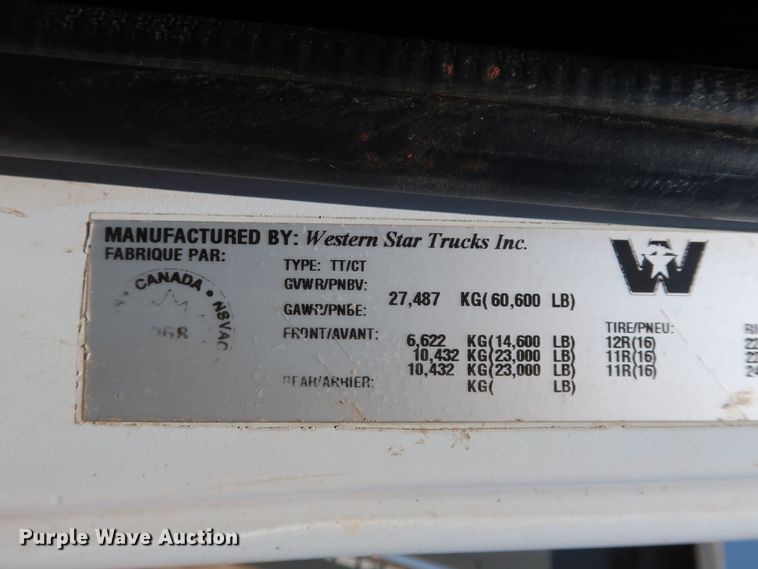 MANUFACTURED BY: Western Star Trucks Inc.
FABRIQUE PAR:
TYPE: TT/CT
GVWR/PNBV: 27,487 KG( 60,600 LB)
GAWR/PNBE:
FRONT/AVANT: 6,622 KG(14,600 LB)
10,432 KG(23,000 LB)
REAR/ARRIER: 10,432 KG(23,000 LB)
KG( LB)
TIRE/PNEU:
12R(16)
11R(16)
11R(16)
CANADA • NSVAC
W
Purple Wave Auction